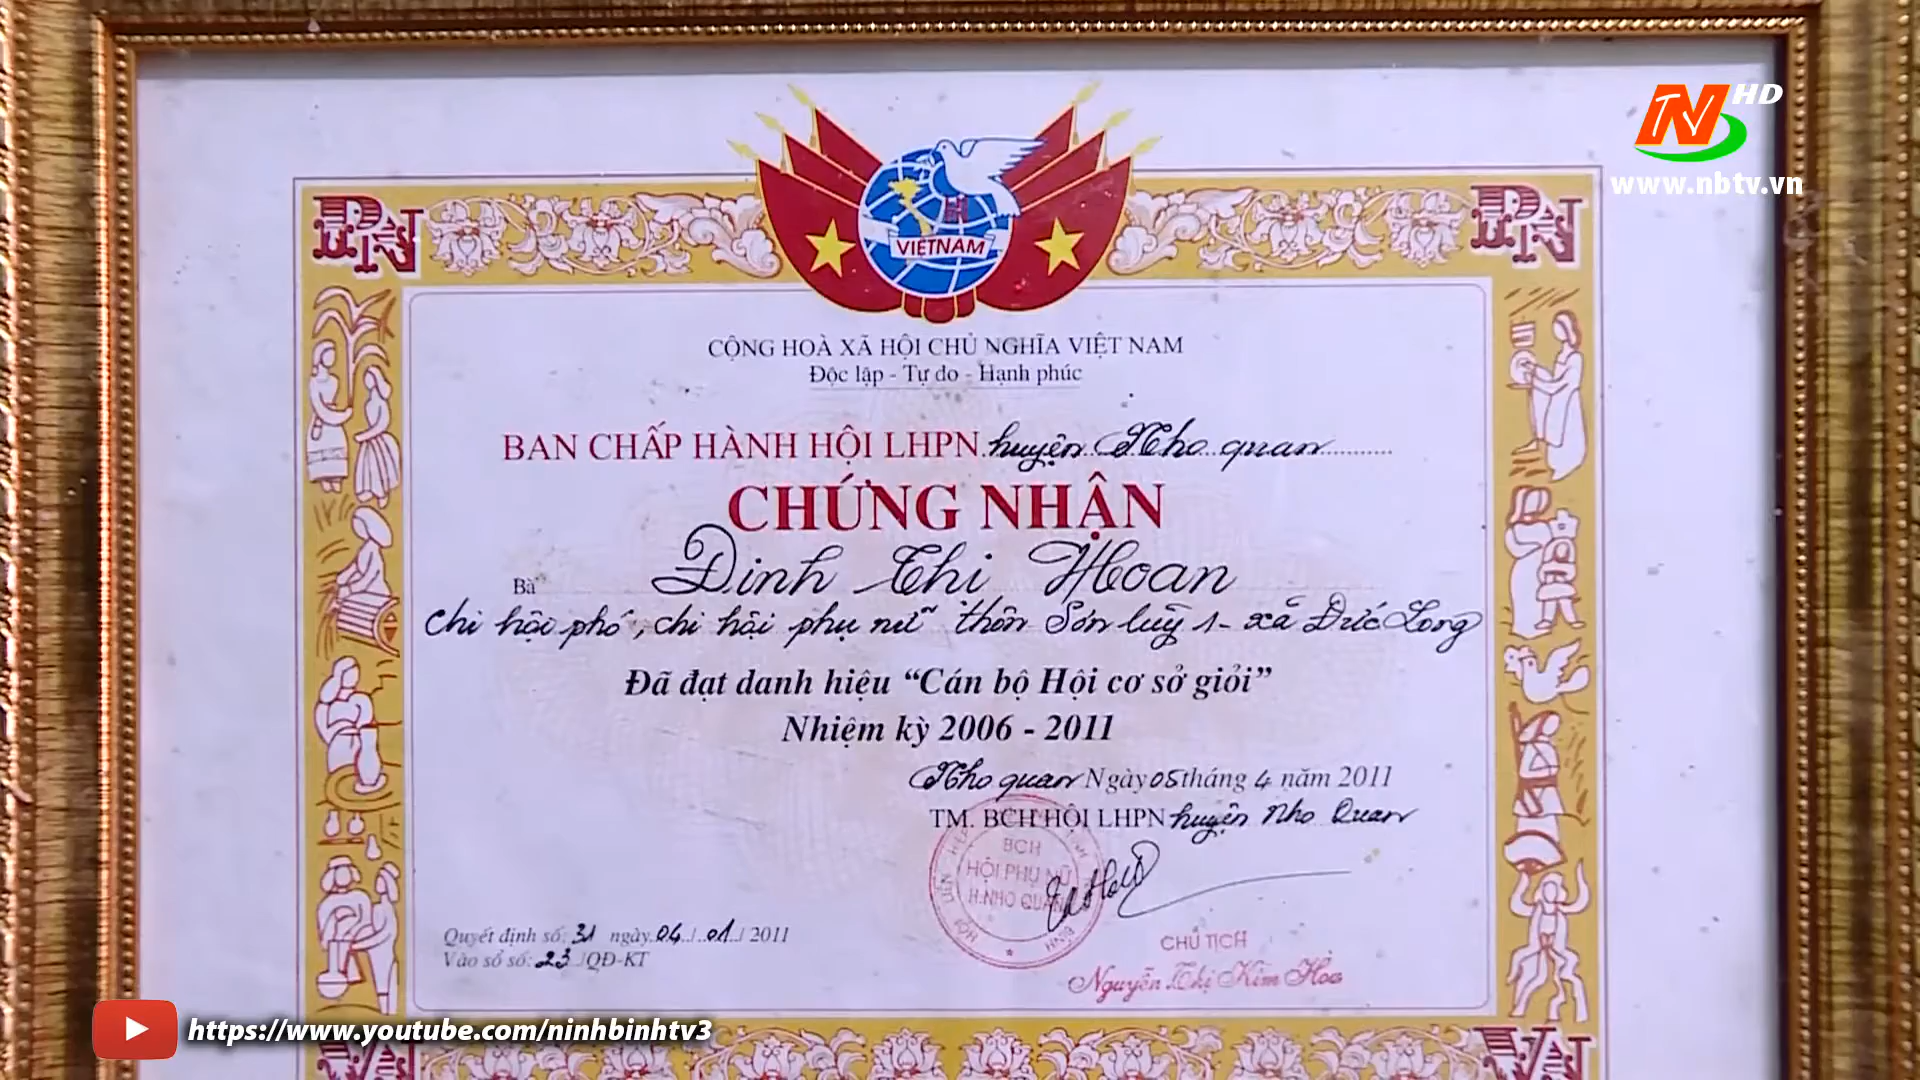 HD
www.nbtv.vn
PN
PN
VIETNAM
CỘNG HOÀ XÃ HỘI CHỦ NGHĨA VIỆT NAM
Độc lập - Tự do - Hạnh phúc
BAN CHẤP HÀNH HỘI LHPN huyện Nho quan
CHỨNG NHẬN
Bà Đinh Thi Hoan
Chi hội phó, chi hội phụ nữ thôn Sơn luỹ 1 - xã Đức Long
Đã đạt danh hiệu “Cán bộ Hội cơ sở giỏi”
Nhiệm kỳ 2006 - 2011
Nho quan Ngày 05 tháng 4 năm 2011
TM. BCH HỘI LHPN huyện Nho Quan
BCH
HỘI PHỤ NỮ
H.NHO QUAN
Quyết định số: 31 ngày 04 / 01 / 2011
Vào sổ số: 23 /QĐ-KT
CHỦ TỊCH
Nguyễn Thị Kim Hoa
https://www.youtube.com/ninhbinhtv3